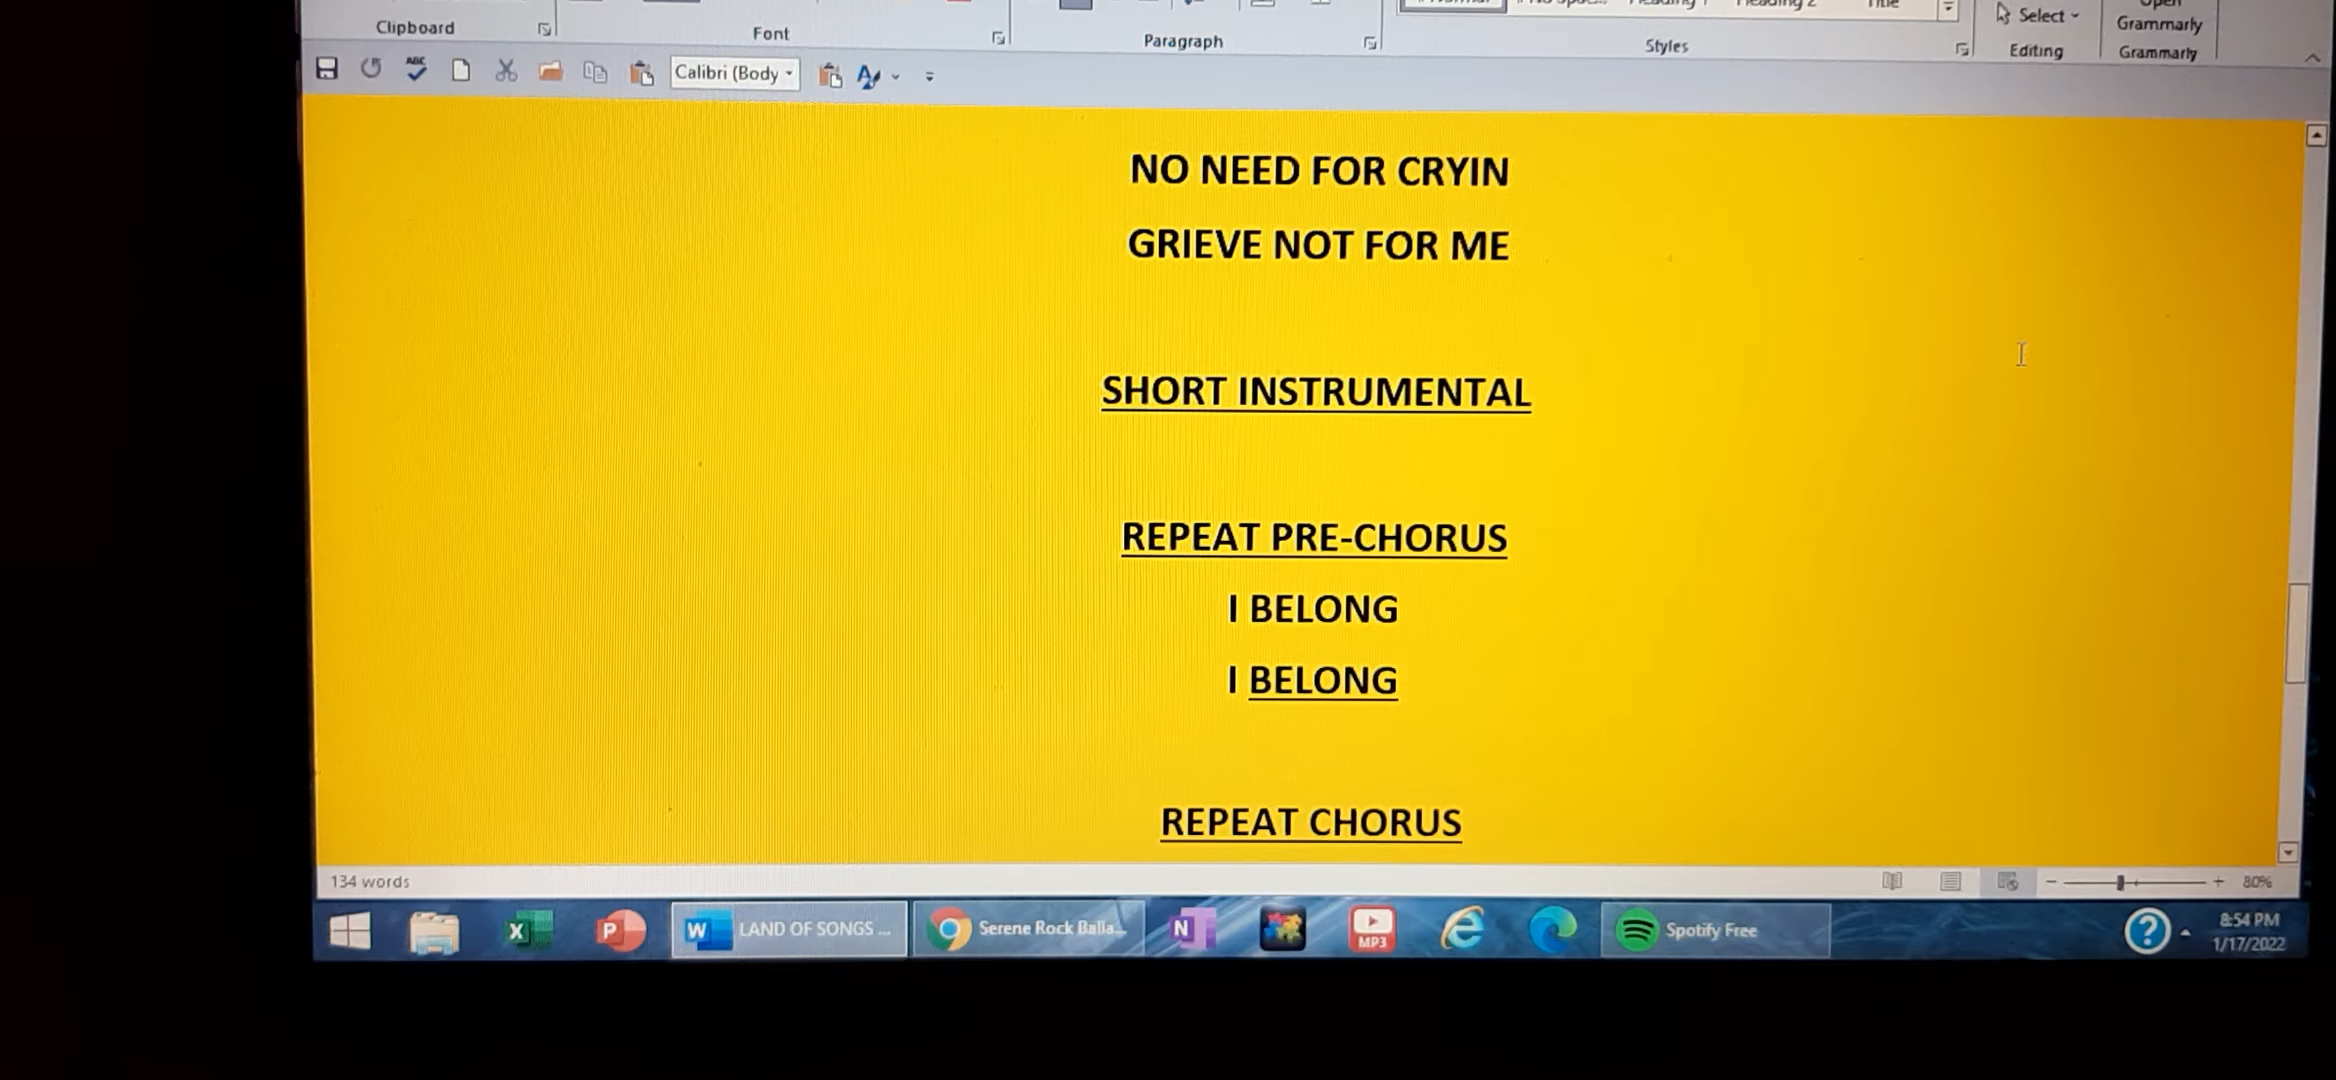 Clipboard
Font
Paragraph
Styles
Select
Editing
Grammarly
Grammarly
ABC
Calibri (Body
NO NEED FOR CRYIN
GRIEVE NOT FOR ME
SHORT INSTRUMENTAL
REPEAT PRE-CHORUS
I BELONG
I BELONG
REPEAT CHORUS
134 words
80%
X
P
W
LAND OF SONGS ...
Serene Rock Balla...
N
MP3
Spotify Free
?
8:54 PM
1/17/2022